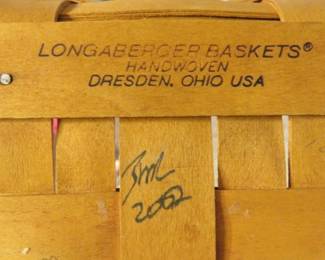 LONGABERGER BASKETS®
HANDWOVEN
DRESDEN, OHIO USA
2002